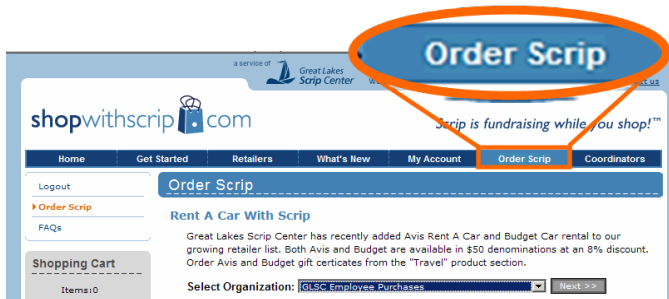 Order Scrip
a service of
Great Lakes
Scrip Center
shopwithscrip com
Scrip is fundraising while you shop!™
Home Get Started Retailers What's New My Account Order Scrip Coordinators
Logout
Order Scrip
FAQs
Shopping Cart
Items:0
Order Scrip
Rent A Car With Scrip
Great Lakes Scrip Center has recently added Avis Rent A Car and Budget Car rental to our
growing retailer list. Both Avis and Budget are available in $50 denominations at an 8% discount.
Order Avis and Budget gift certicates from the "Travel" product section.
Select Organization: GLSC Employee Purchases Next >>